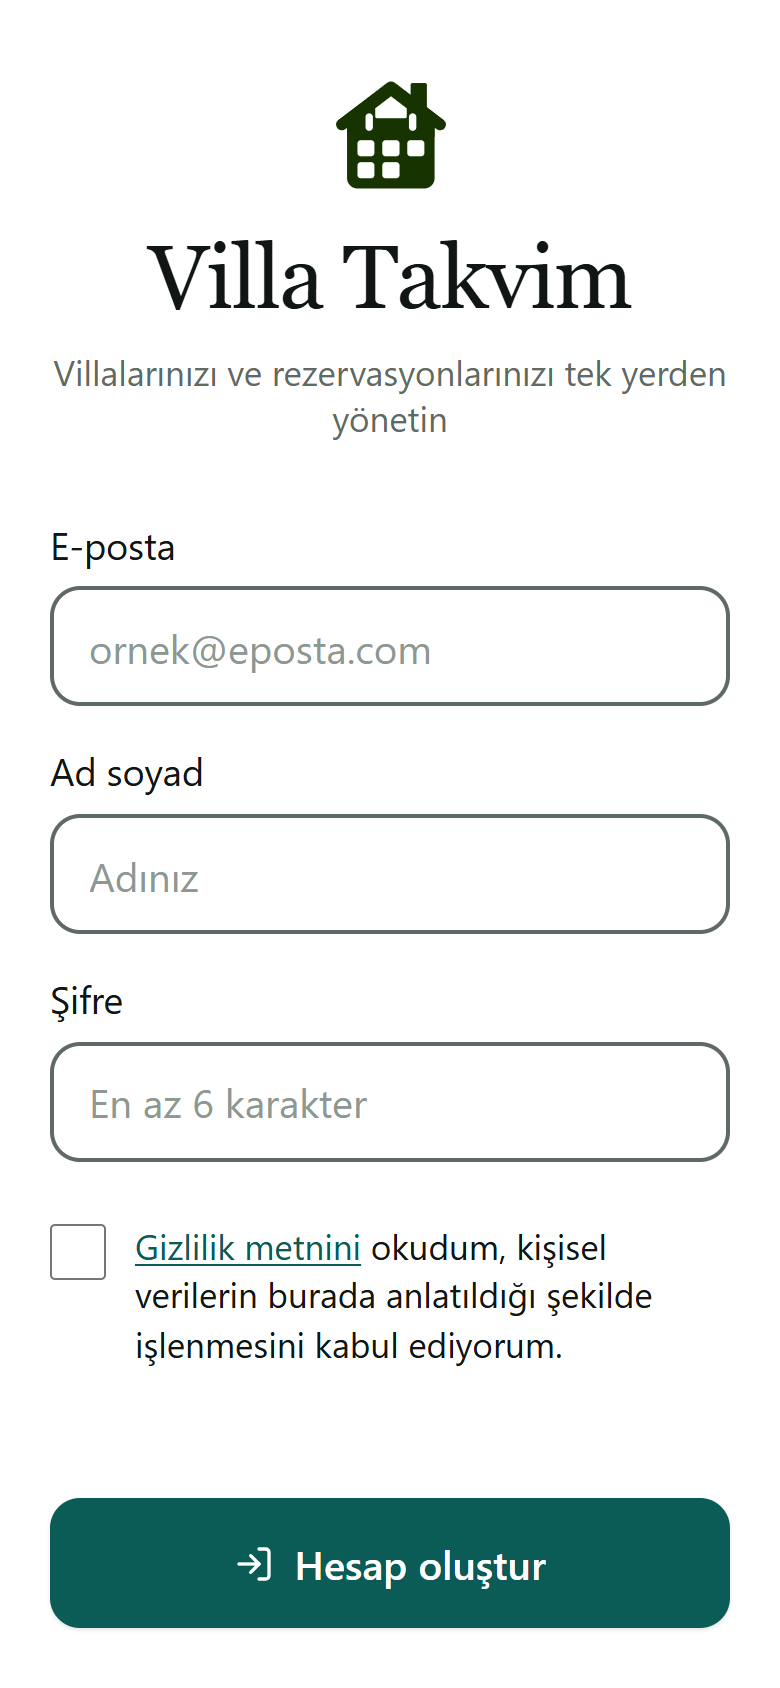 Villa Takvim
Villalarınızı ve rezervasyonlarınızı tek yerden
yönetin
E-posta
ornek@eposta.com
Ad soyad
Adınız
Şifre
En az 6 karakter
Gizlilik metnini okudum, kişisel
verilerin burada anlatıldığı şekilde
işlenmesini kabul ediyorum.
Hesap oluştur